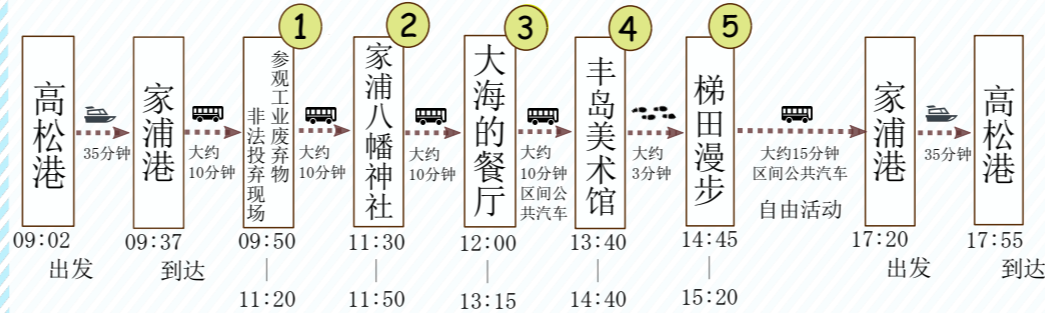 1
2
3
4
5
高松港
35分钟
家浦港
大约
10分钟
参观工业废弃物
非法投弃现场
大约
10分钟
家浦八幡神社
大约
10分钟
大海的餐厅
大约
10分钟
区间公
共汽车
丰岛美术馆
大约
3分钟
梯田漫步
大约15分钟
区间公共汽车
自由活动
家浦港
35分钟
高松港
09:02
出发
09:37
到达
09:50
|
11:20
11:30
|
11:50
12:00
|
13:15
13:40
|
14:40
14:45
|
15:20
17:20
出发
17:55
到达